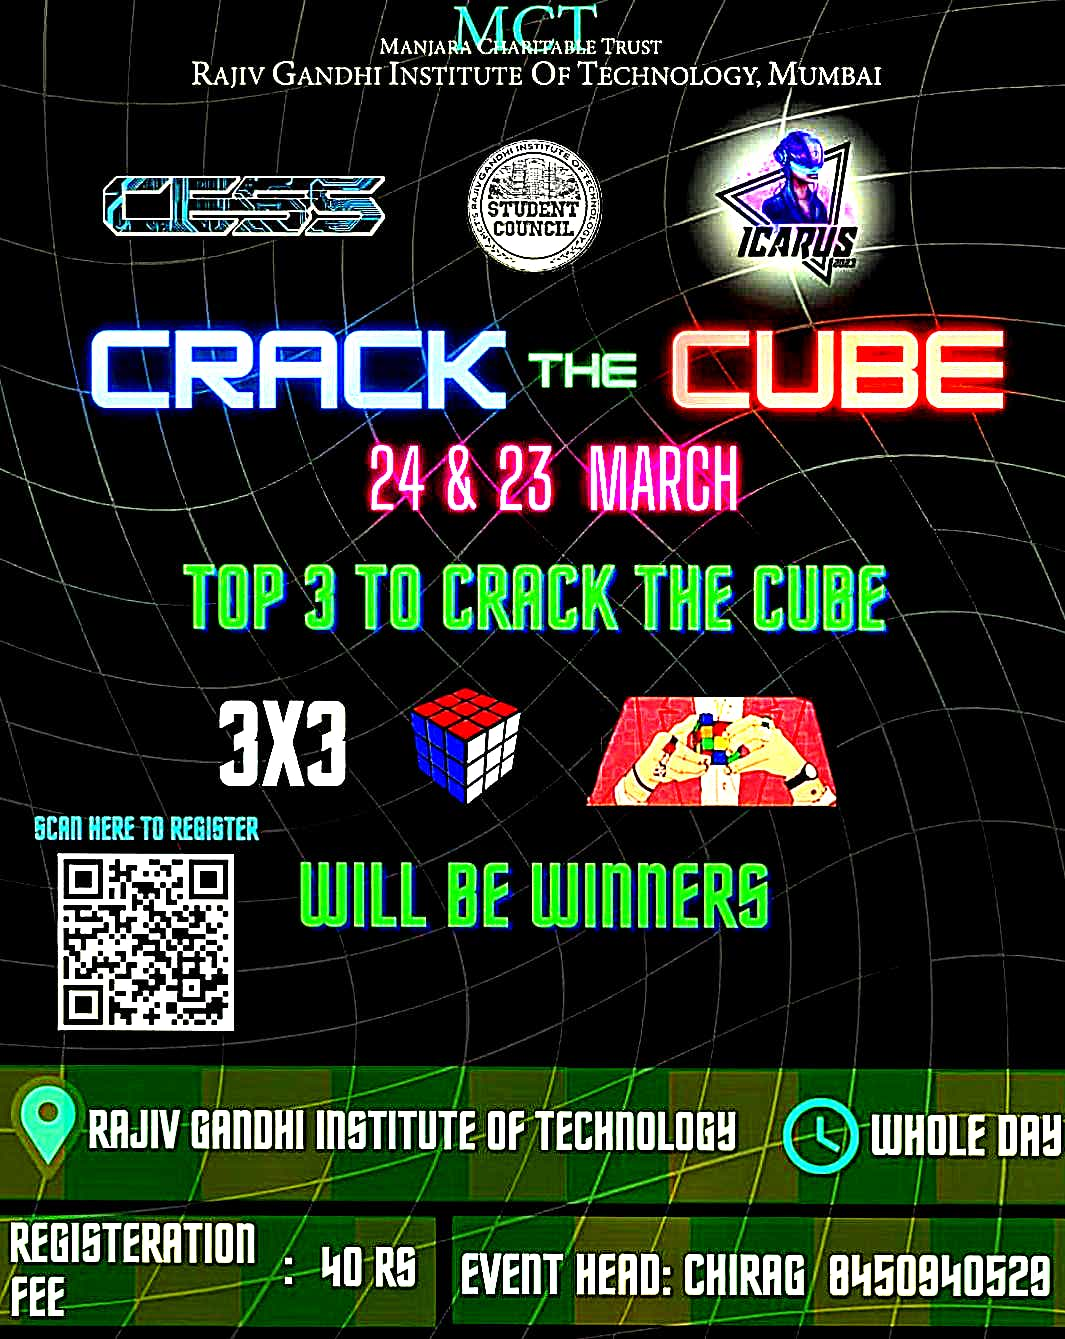 MCT
MANJARA CHARITABLE TRUST
RAJIV GANDHI INSTITUTE OF TECHNOLOGY, MUMBAI
CESS
RAJIV GANDHI INSTITUTE OF TECHNOLOGY
STUDENT
COUNCIL
ICARUS
2023
CRACK THE CUBE
24 & 23 MARCH
TOP 3 TO CRACK THE CUBE
3X3
SCAN HERE TO REGISTER
WILL BE WINNERS
RAJIV GANDHI INSTITUTE OF TECHNOLOGY
WHOLE DAY
REGISTERATION
FEE : 40 RS
EVENT HEAD: CHIRAG 8450940529